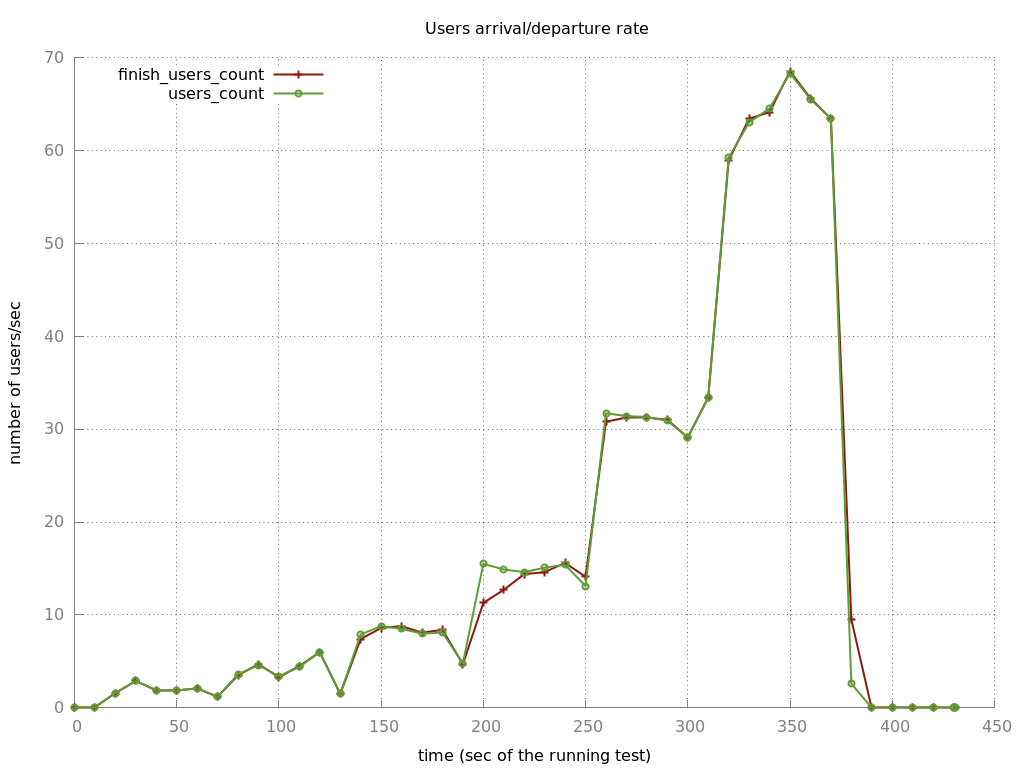 Users arrival/departure rate
finish_users_count
users_count
number of users/sec
70
60
50
40
30
20
10
0
0 50 100 150 200 250 300 350 400 450
time (sec of the running test)